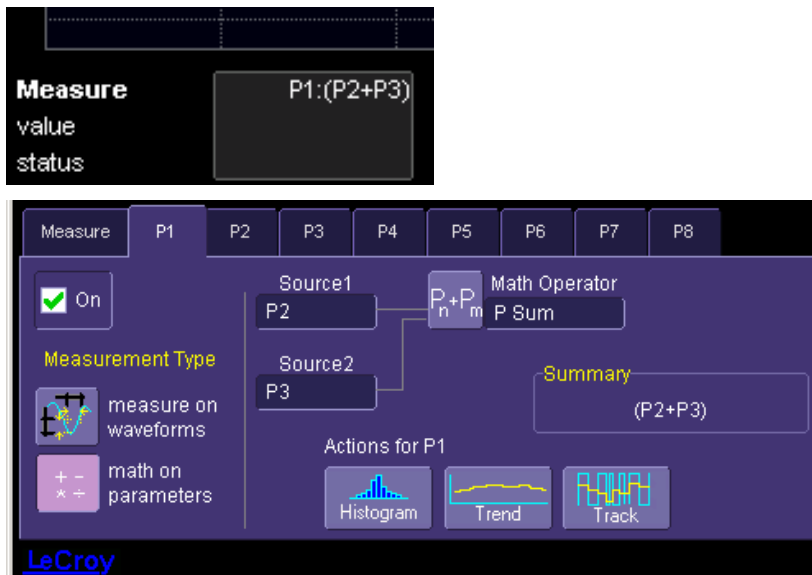 Measure
P1:(P2+P3)
value
status
Measure P1 P2 P3 P4 P5 P6 P7 P8
On
Source1
P2
Pn+Pm
Math Operator
P Sum
Measurement Type
Source2
P3
Summary
(P2+P3)
measure on
waveforms
Actions for P1
math on
parameters
Histogram
Trend
Track
LeCroy